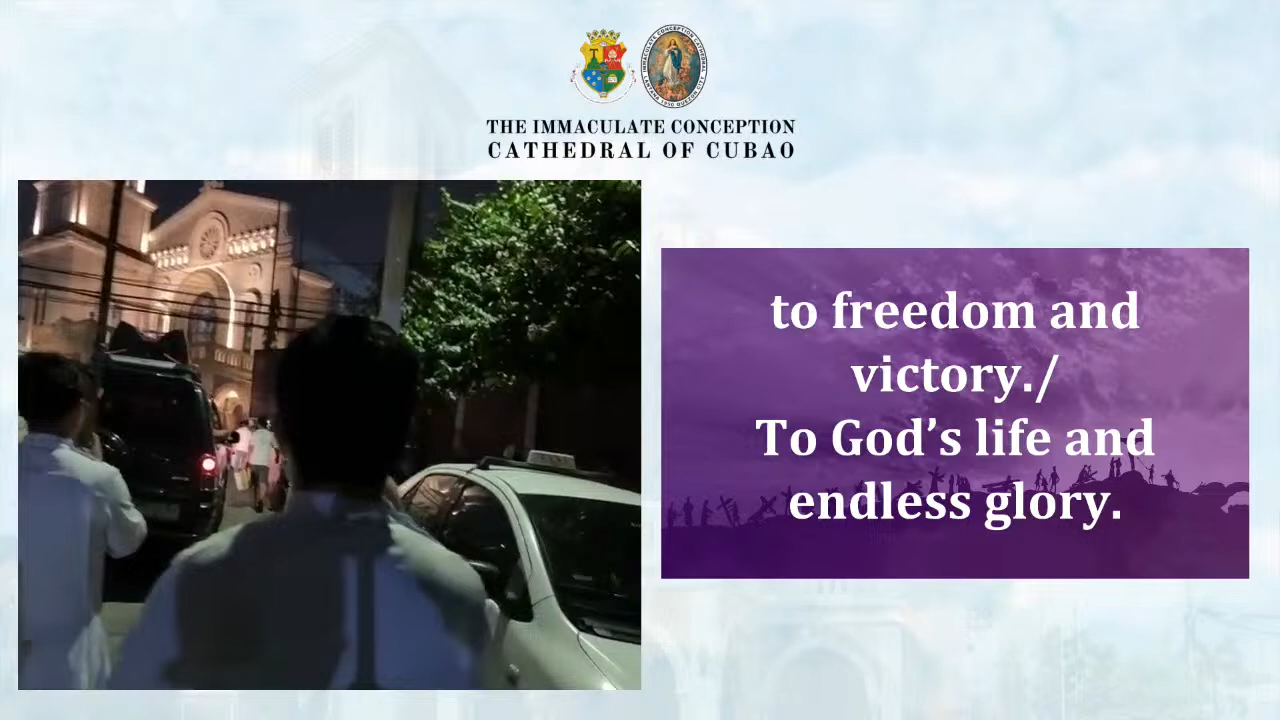 THE IMMACULATE CONCEPTION
CATHEDRAL OF CUBAO
to freedom and
victory./
To God’s life and
endless glory.